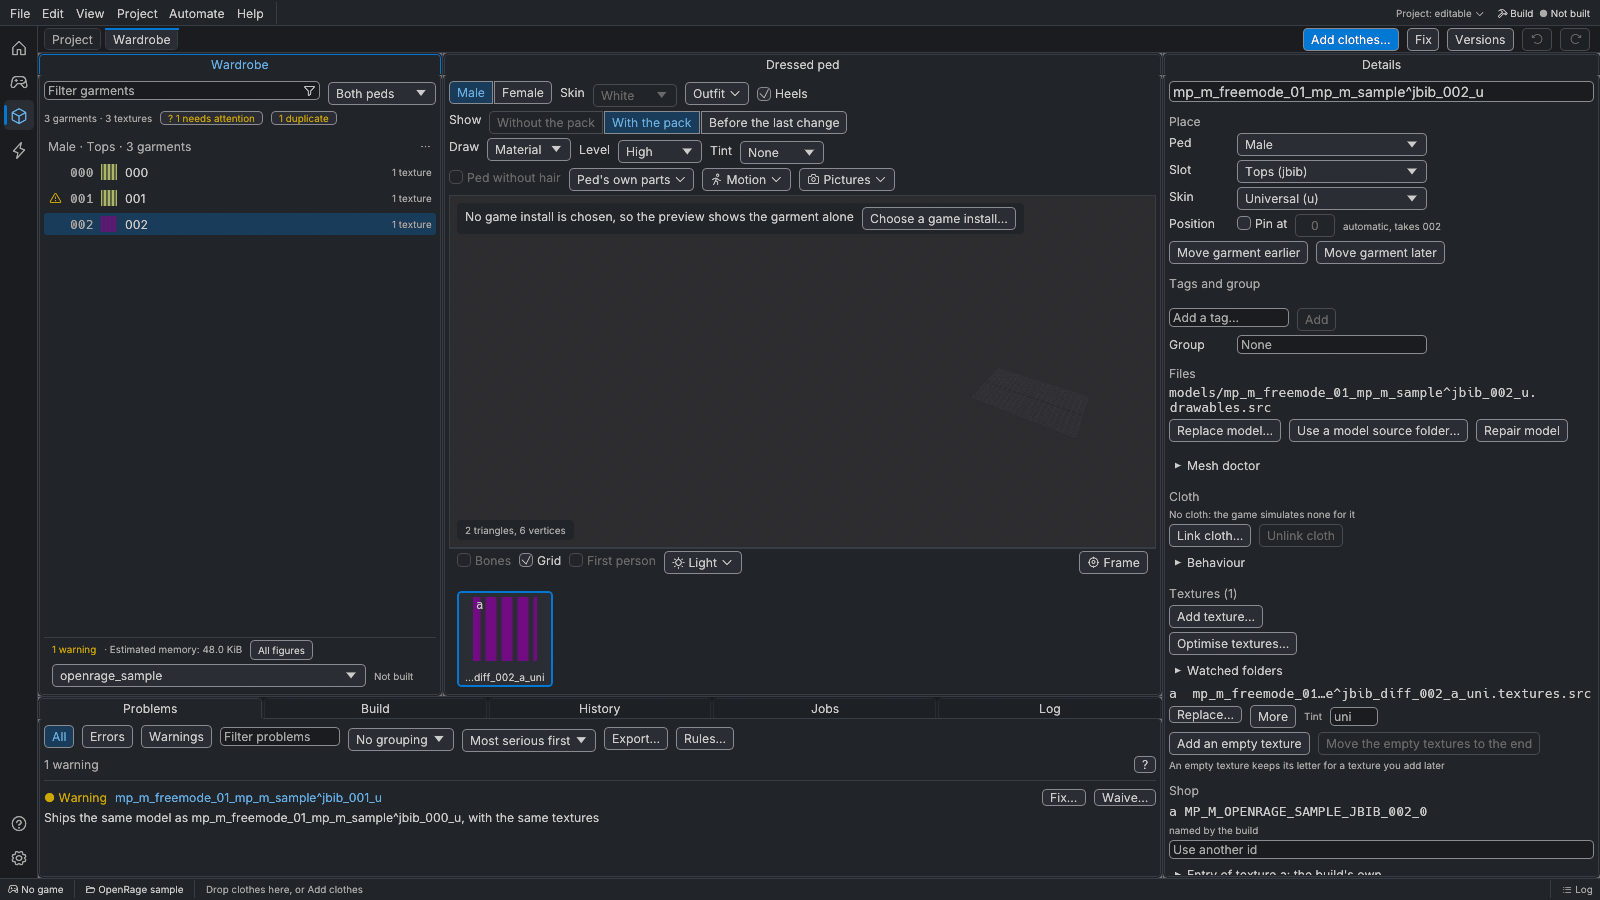 File Edit View Project Automate Help
Project: editable Build Not built
Project Wardrobe
Add clothes... Fix Versions
Wardrobe
Filter garments Both peds
3 garments · 3 textures ? 1 needs attention 1 duplicate
Male · Tops · 3 garments ...
000 000 1 texture
001 001 1 texture
002 002 1 texture
1 warning · Estimated memory: 48.0 KiB All figures
openrage_sample Not built
Dressed ped
Male Female Skin White Outfit Heels
Show Without the pack With the pack Before the last change
Draw Material Level High Tint None
Ped without hair Ped's own parts Motion Pictures
No game install is chosen, so the preview shows the garment alone Choose a game install...
2 triangles, 6 vertices
Bones Grid First person Light Frame
a
...diff_002_a_uni
Details
mp_m_freemode_01_mp_m_sample^jbib_002_u
Place
Ped Male
Slot Tops (jbib)
Skin Universal (u)
Position Pin at 0 automatic, takes 002
Move garment earlier Move garment later
Tags and group
Add a tag... Add
Group None
Files
models/mp_m_freemode_01_mp_m_sample^jbib_002_u.
drawables.src
Replace model... Use a model source folder... Repair model
Mesh doctor
Cloth
No cloth: the game simulates none for it
Link cloth... Unlink cloth
Behaviour
Textures (1)
Add texture...
Optimise textures...
Watched folders
a mp_m_freemode_01…e^jbib_diff_002_a_uni.textures.src
Replace... More Tint uni
Add an empty texture Move the empty textures to the end
An empty texture keeps its letter for a texture you add later
Shop
a MP_M_OPENRAGE_SAMPLE_JBIB_002_0
named by the build
Use another id
Entry of texture a: the build's own
Problems Build History Jobs Log
All Errors Warnings Filter problems No grouping Most serious first Export... Rules...
1 warning ?
Warning mp_m_freemode_01_mp_m_sample^jbib_001_u Fix... Waive...
Ships the same model as mp_m_freemode_01_mp_m_sample^jbib_000_u, with the same textures
No game OpenRage sample Drop clothes here, or Add clothes Log